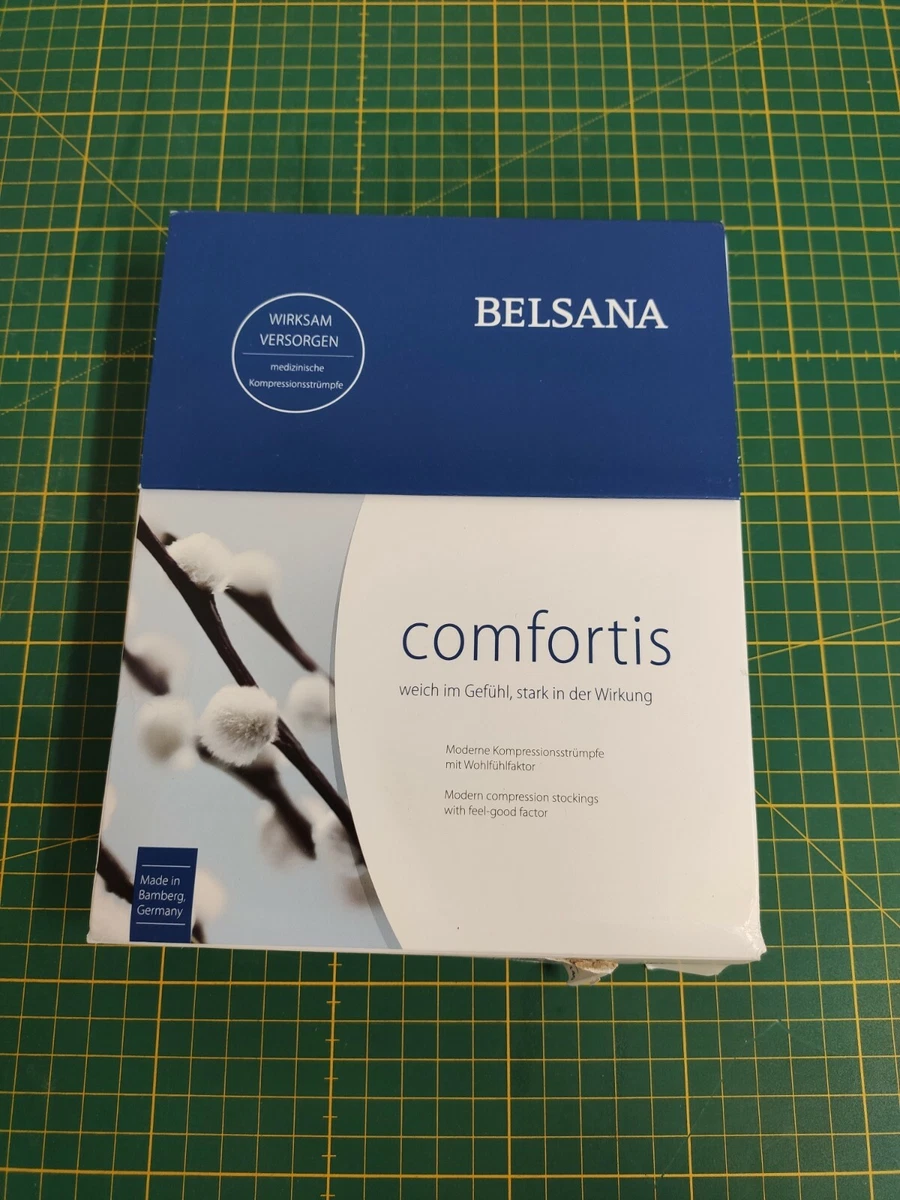 WIRKSAM
VERSORGEN
medizinische
Kompressionsstrümpfe
BELSANA
comfortis
weich im Gefühl, stark in der Wirkung
Moderne Kompressionsstrümpfe
mit Wohlfühlfaktor
Modern compression stockings
with feel-good factor
Made in
Bamberg,
Germany